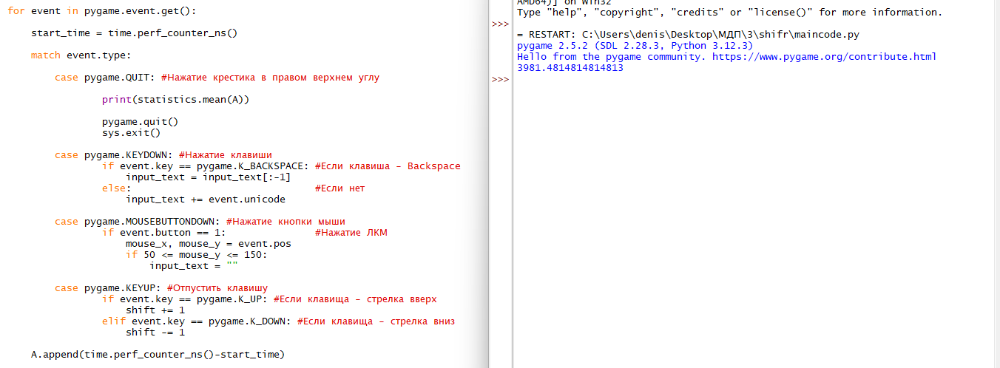 for event in pygame.event.get():
start_time = time.perf_counter_ns()
match event.type:
case pygame.QUIT: #Нажатие крестика в правом верхнем углу
print(statistics.mean(A))
pygame.quit()
sys.exit()
case pygame.KEYDOWN: #Нажатие клавиши
if event.key == pygame.K_BACKSPACE: #Если клавиша - Backspace
input_text = input_text[:-1]
else: #Если нет
input_text += event.unicode
case pygame.MOUSEBUTTONDOWN: #Нажатие кнопки мыши
if event.button == 1: #Нажатие ЛКМ
mouse_x, mouse_y = event.pos
if 50 <= mouse_y <= 150:
input_text = ""
case pygame.KEYUP: #Отпустить клавишу
if event.key == pygame.K_UP: #Если клавища - стрелка вверх
shift += 1
elif event.key == pygame.K_DOWN: #Если клавища - стрелка вниз
shift -= 1
A.append(time.perf_counter_ns()-start_time)
AMD64)] on win32
Type "help", "copyright", "credits" or "license()" for more information.
>>>
= RESTART: C:\Users\denis\Desktop\МДП\3\shifr\maincode.py
pygame 2.5.2 (SDL 2.28.3, Python 3.12.3)
Hello from the pygame community. https://www.pygame.org/contribute.html
3981.4814814814813
>>>